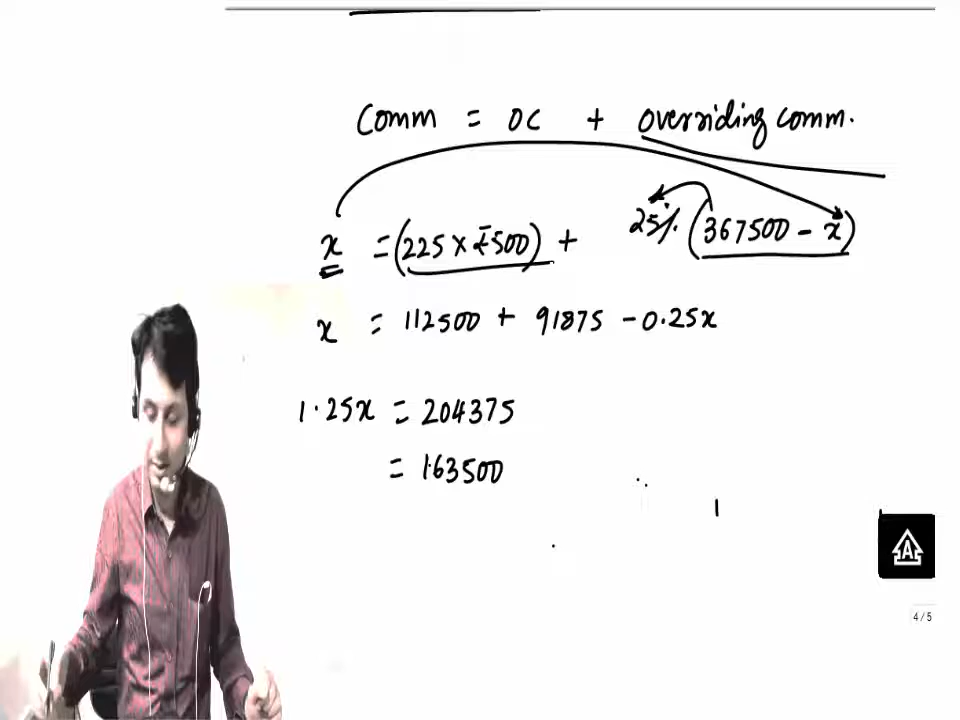 Comm = OC + overriding comm.
x = (225 × ₹500) + 25% (367500 - x)
x = 112500 + 91875 - 0.25x
1.25x = 204375
= 163500
A
4/5